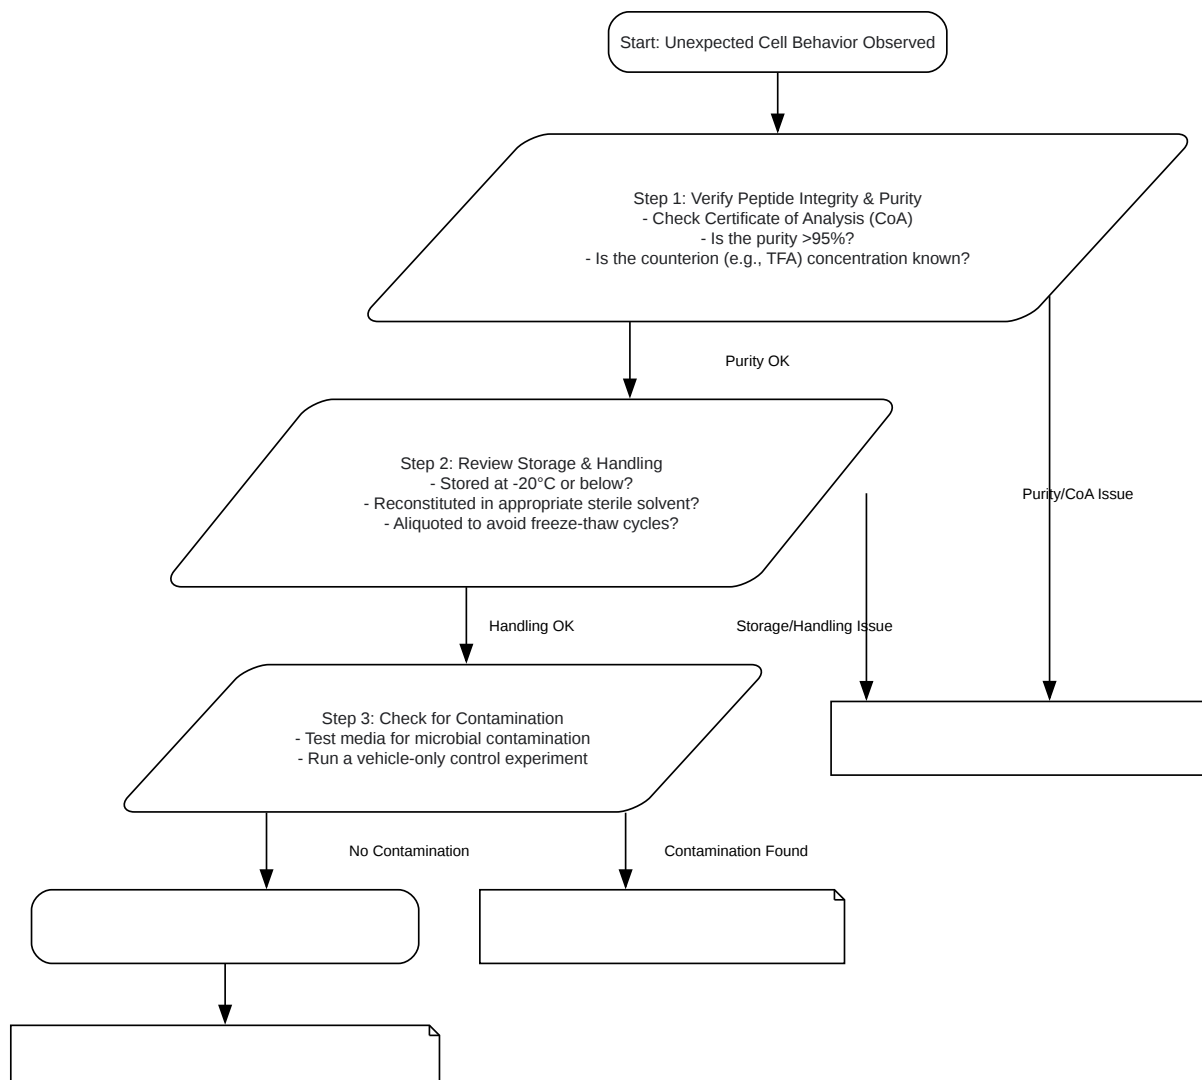 Start: Unexpected Cell Behavior Observed
Step 1: Verify Peptide Integrity & Purity
- Check Certificate of Analysis (CoA)
- Is the purity >95%?
- Is the counterion (e.g., TFA) concentration known?
Purity OK
Step 2: Review Storage & Handling
- Stored at -20°C or below?
- Reconstituted in appropriate sterile solvent?
- Aliquoted to avoid freeze-thaw cycles?
Purity/CoA Issue
Handling OK
Storage/Handling Issue
Step 3: Check for Contamination
- Test media for microbial contamination
- Run a vehicle-only control experiment
No Contamination
Contamination Found